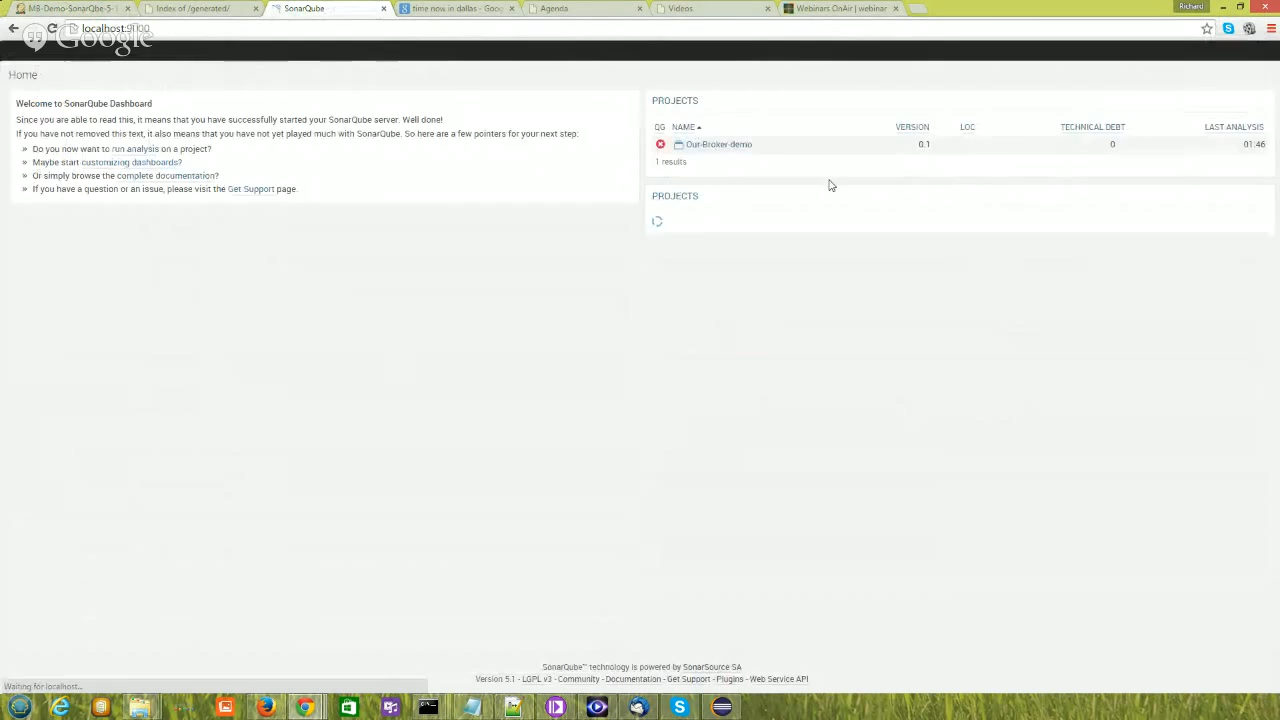 MB-Demo-SonarQbe-5-1
Index of /generated/
SonarQube
time now in dallas - Goo
Agenda
Videos
Webinars OnAir | webinar
Richard
localhost:9000
Google
Home
Welcome to SonarQube Dashboard
Since you are able to read this, it means that you have successfully started your SonarQube server. Well done!
If you have not removed this text, it also means that you have not yet played much with SonarQube. So here are a few pointers for your next step:
» Do you now want to run analysis on a project?
» Maybe start customizing dashboards?
» Or simply browse the complete documentation?
» If you have a question or an issue, please visit the Get Support page.
PROJECTS
QG NAME VERSION LOC TECHNICAL DEBT LAST ANALYSIS
Our-Broker-demo 0.1 0 01:46
1 results
PROJECTS
SonarQube™ technology is powered by SonarSource SA
Version 5.1 - LGPL v3 - Community - Documentation - Get Support - Plugins - Web Service API
Waiting for localhost...